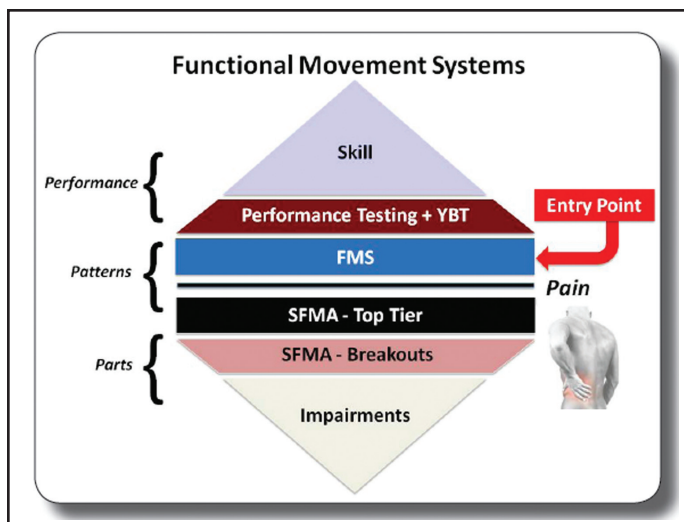 Functional Movement Systems
Skill
Performance
Performance Testing + YBT
Entry Point
FMS
Patterns
Pain
SFMA - Top Tier
SFMA - Breakouts
Parts
Impairments